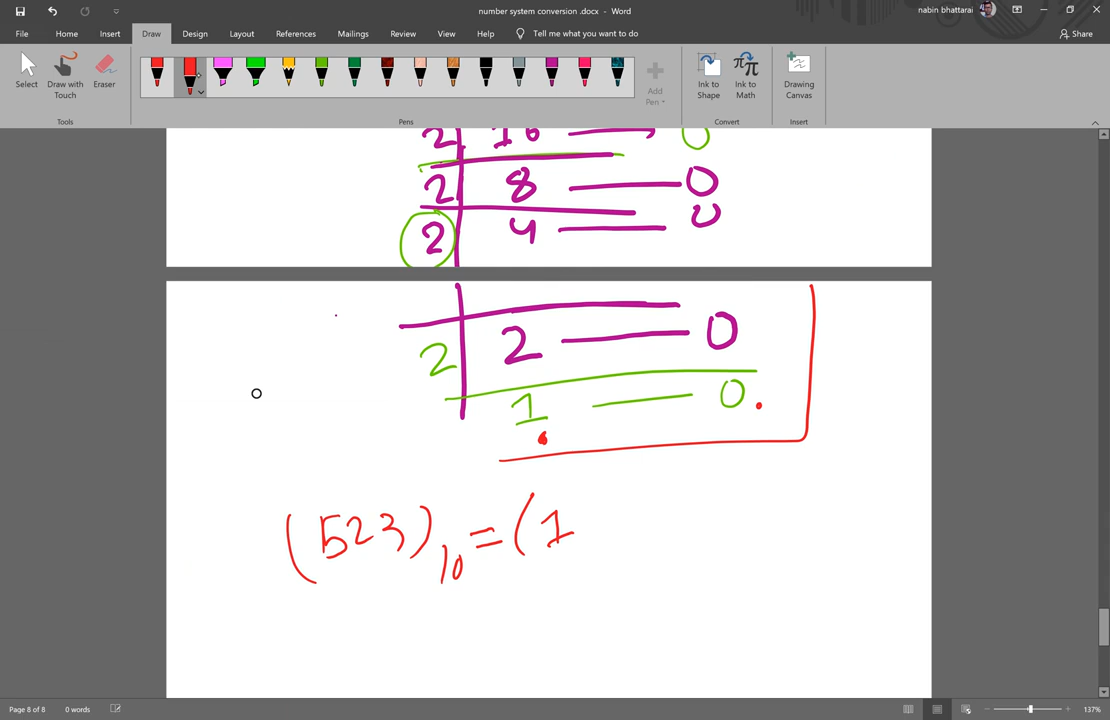 number system conversion .docx - Word
nabin bhattarai
File Home Insert Draw Design Layout References Mailings Review View Help Tell me what you want to do
Share
Select
Draw with Touch
Eraser
Add Pen
Ink to Shape
Ink to Math
Drawing Canvas
Tools
Pens
Convert
Insert
2 16 0
2 8 0
2 4 0
2 2 0
1 0
(523)10 = (1
Page 8 of 8 0 words
137%